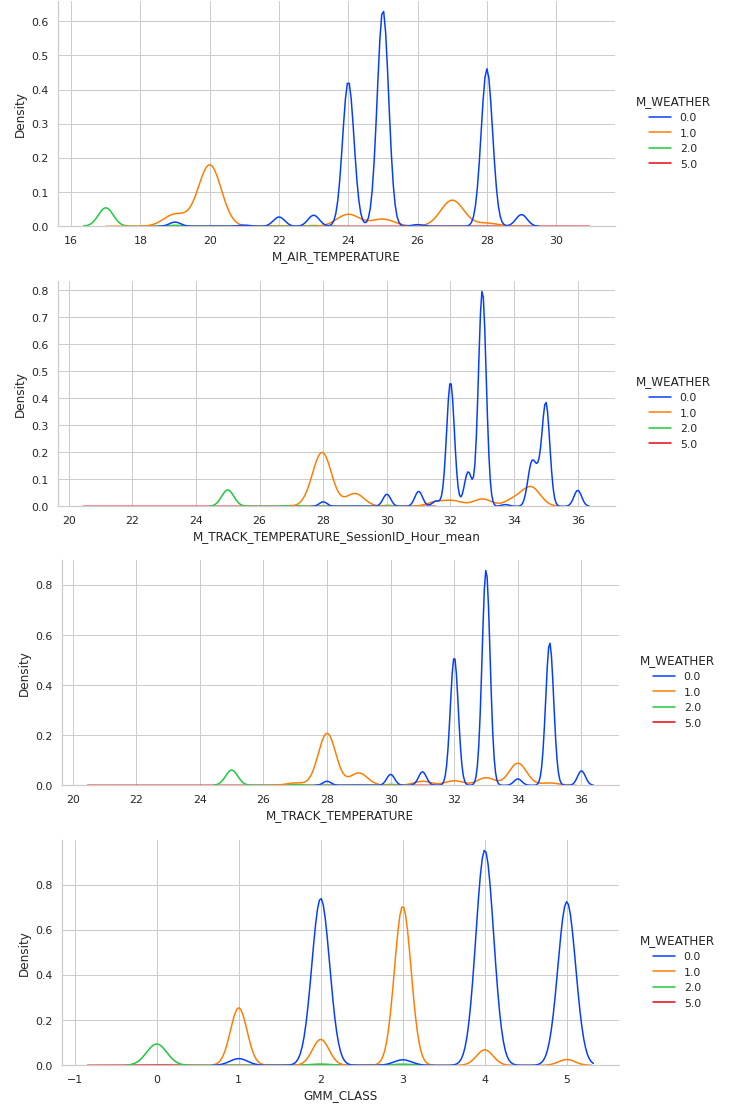 0.6
0.5
0.4
0.3
0.2
0.1
0.0
Density
16 18 20 22 24 26 28 30
M_AIR_TEMPERATURE
M_WEATHER
0.0
1.0
2.0
5.0
0.8
0.7
0.6
0.5
0.4
0.3
0.2
0.1
0.0
Density
20 22 24 26 28 30 32 34 36
M_TRACK_TEMPERATURE_SessionID_Hour_mean
M_WEATHER
0.0
1.0
2.0
5.0
0.8
0.6
0.4
0.2
0.0
Density
20 22 24 26 28 30 32 34 36
M_TRACK_TEMPERATURE
M_WEATHER
0.0
1.0
2.0
5.0
0.8
0.6
0.4
0.2
0.0
Density
−1 0 1 2 3 4 5
GMM_CLASS
M_WEATHER
0.0
1.0
2.0
5.0